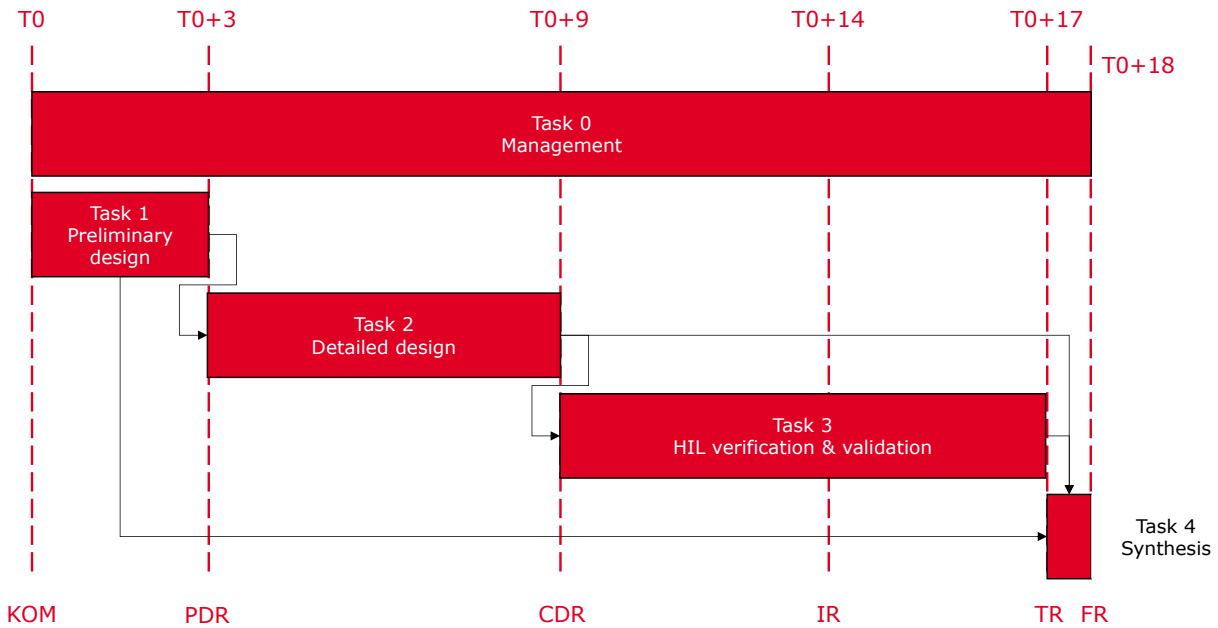 T0
T0+3
T0+9
T0+14
T0+17
T0+18
Task 0
Management
Task 1
Preliminary
design
Task 2
Detailed design
Task 3
HIL verification & validation
Task 4
Synthesis
KOM
PDR
CDR
IR
TR
FR